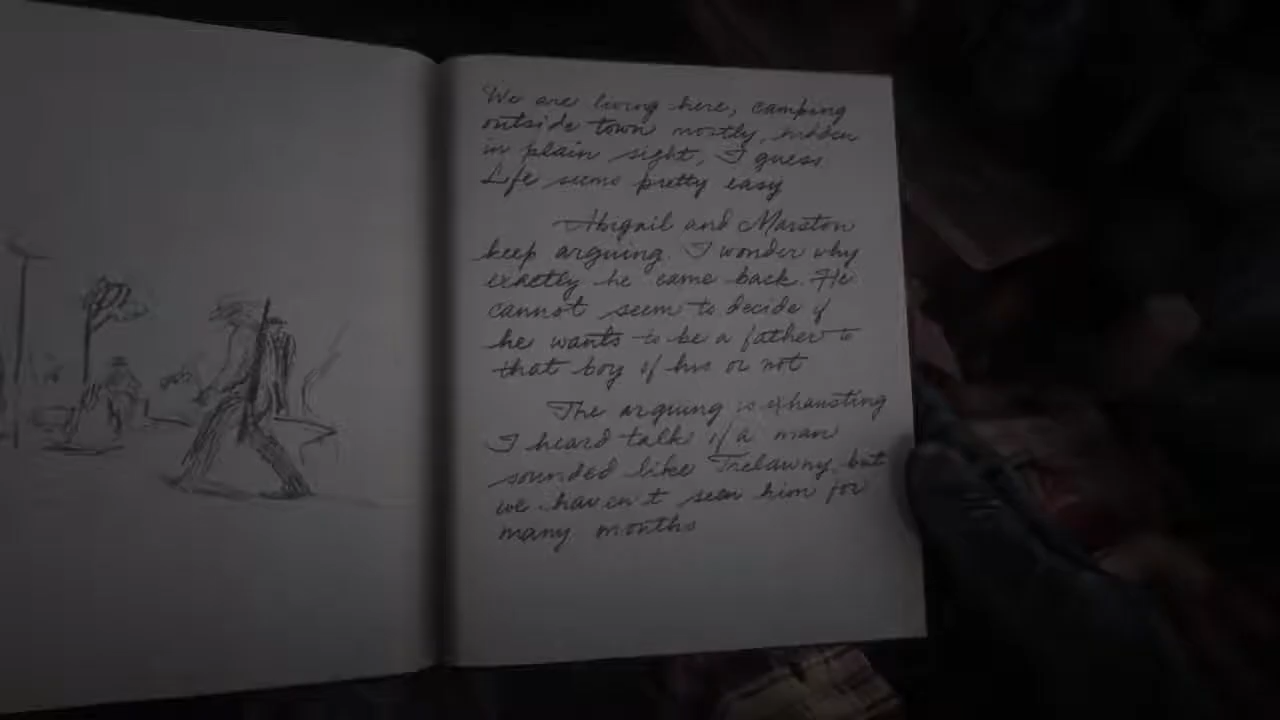 We are living here, camping
outside town mostly, hidden
in plain sight, I guess.
Life seems pretty easy
Abigail and Marston
keep arguing. I wonder why
exactly he came back. He
cannot seem to decide if
he wants to be a father to
that boy of his or not
The arguing is exhausting
I heard talk of a man
sounded like Trelawny, but
we haven't seen him for
many months